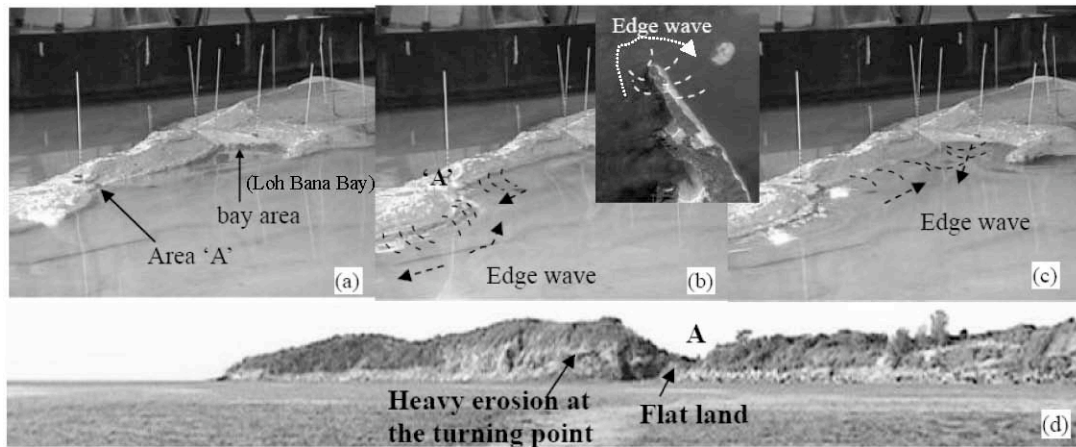 (Loh Bana Bay)
bay area
Area ‘A’
(a)
Edge wave
‘A’
Edge wave
(b)
Edge wave
(c)
A
Heavy erosion at
the turning point
Flat land
(d)